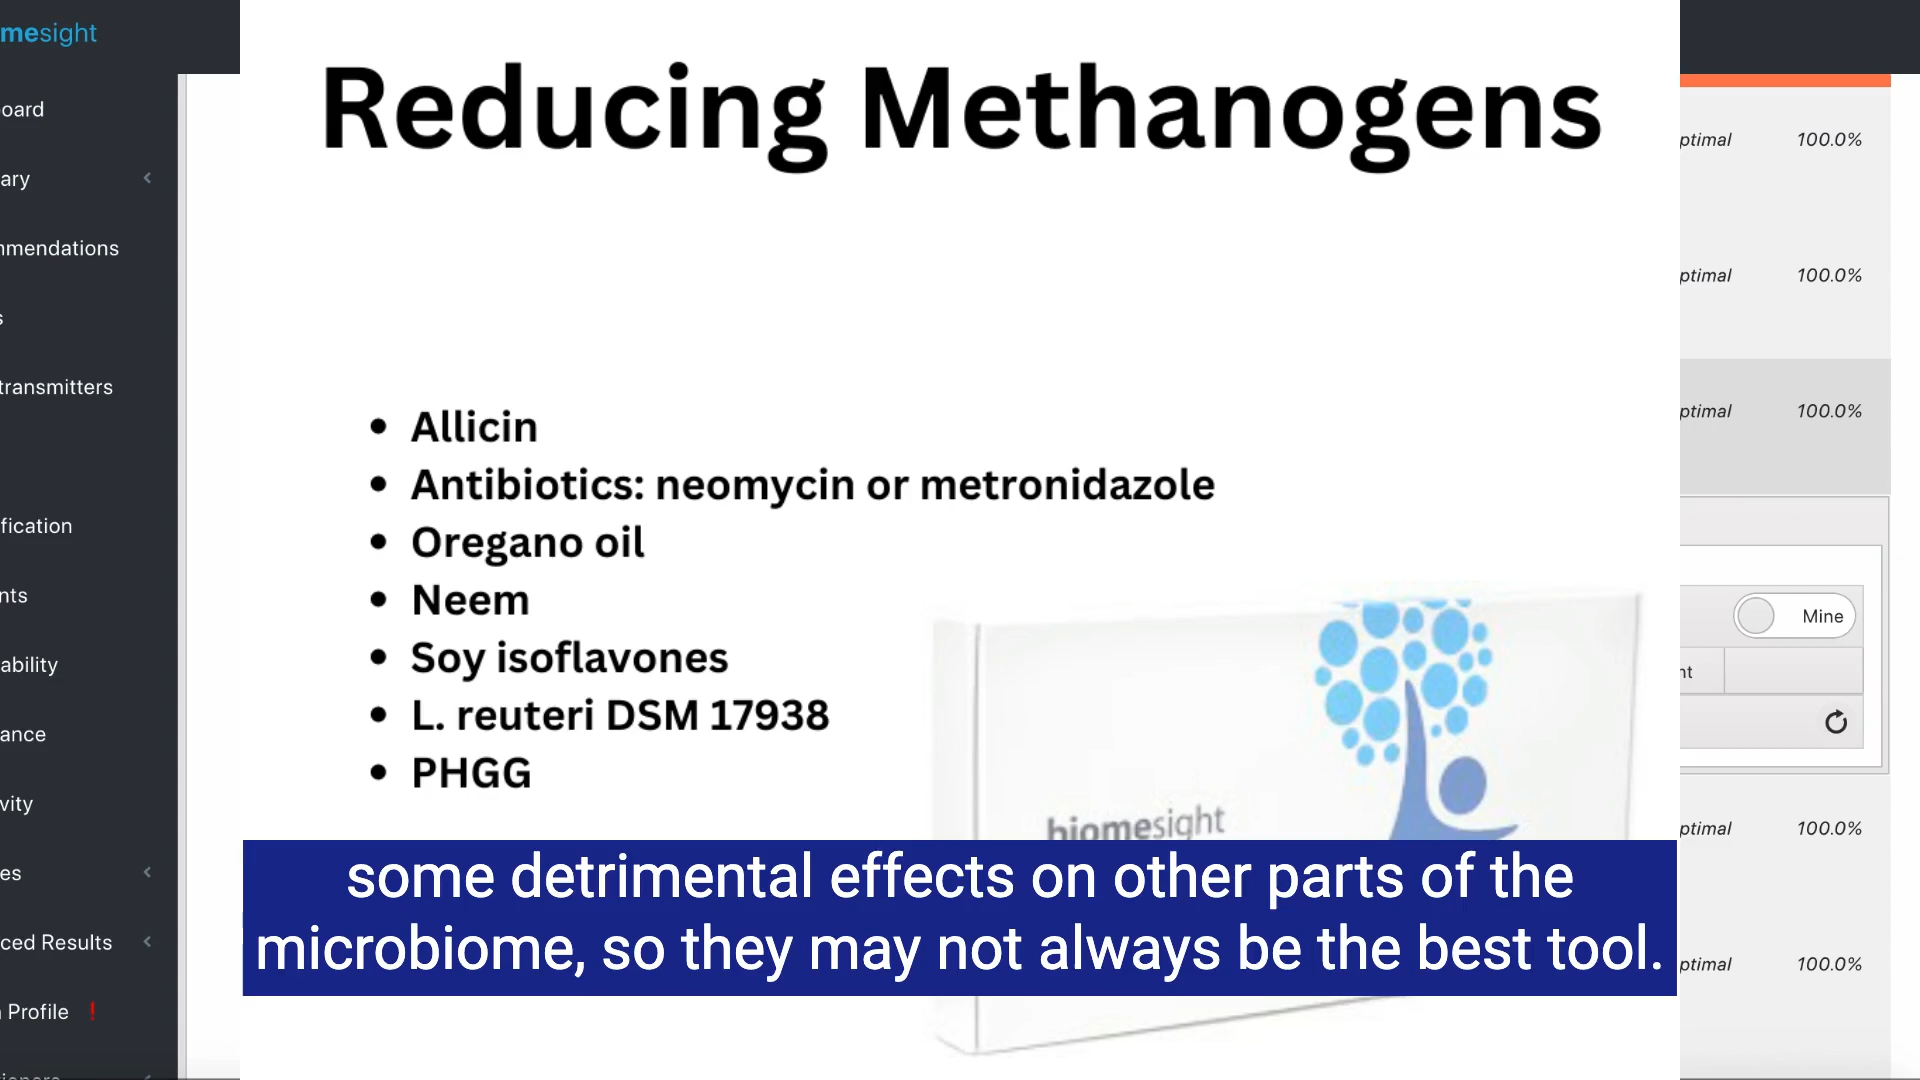 mesight
oard
ary
nmendations
s
transmitters
fication
nts
ability
ance
vity
es
ced Results
Profile !
Reducing Methanogens
• Allicin
• Antibiotics: neomycin or metronidazole
• Oregano oil
• Neem
• Soy isoflavones
• L. reuteri DSM 17938
• PHGG
biomesight
some detrimental effects on other parts of the
microbiome, so they may not always be the best tool.
ptimal 100.0%
ptimal 100.0%
ptimal 100.0%
Mine
nt
ptimal 100.0%
ptimal 100.0%